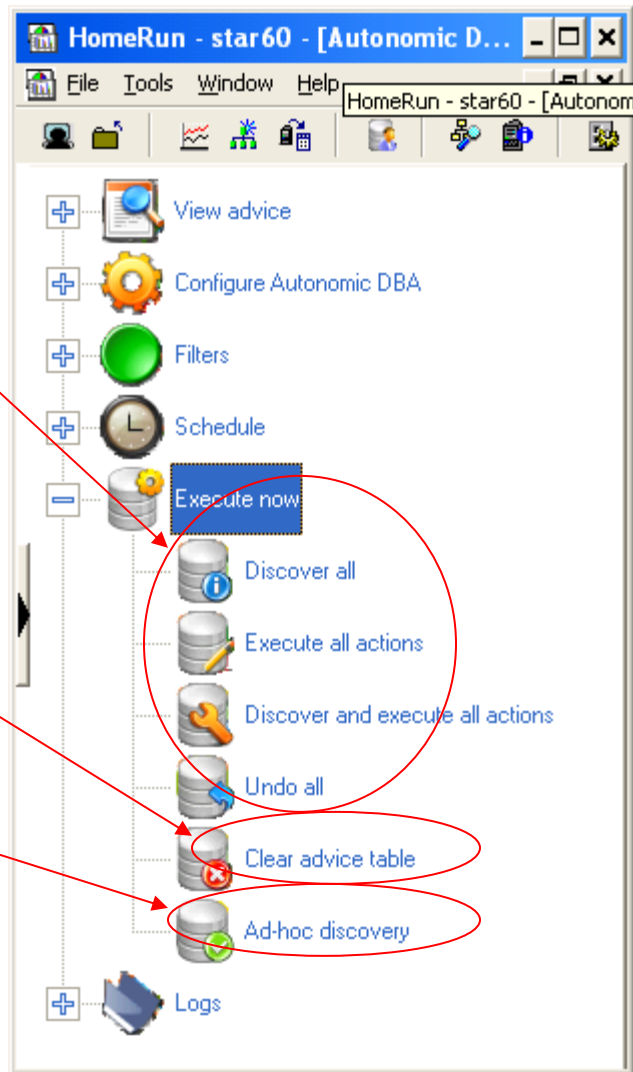 HomeRun - star60 - [Autonomic D...
File Tools Window Help
HomeRun - star60 - [Autonom
View advice
Configure Autonomic DBA
Filters
Schedule
Execute now
Discover all
Execute all actions
Discover and execute all actions
Undo all
Clear advice table
Ad-hoc discovery
Logs